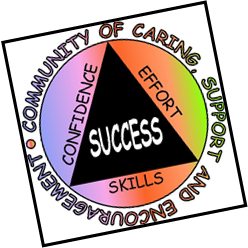 COMMUNITY OF CARING, SUPPORT AND ENCOURAGEMENT •
CONFIDENCE
EFFORT
SUCCESS
SKILLS